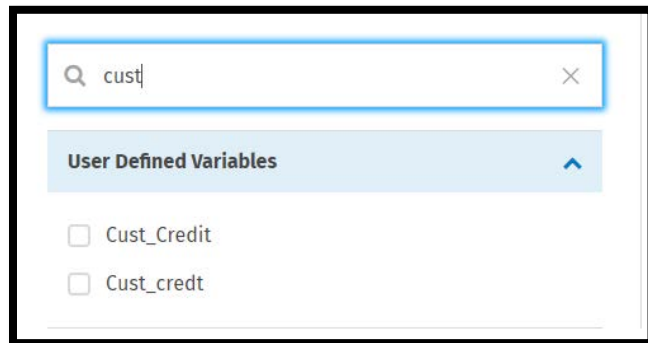 cust
User Defined Variables
Cust_Credit
Cust_credt